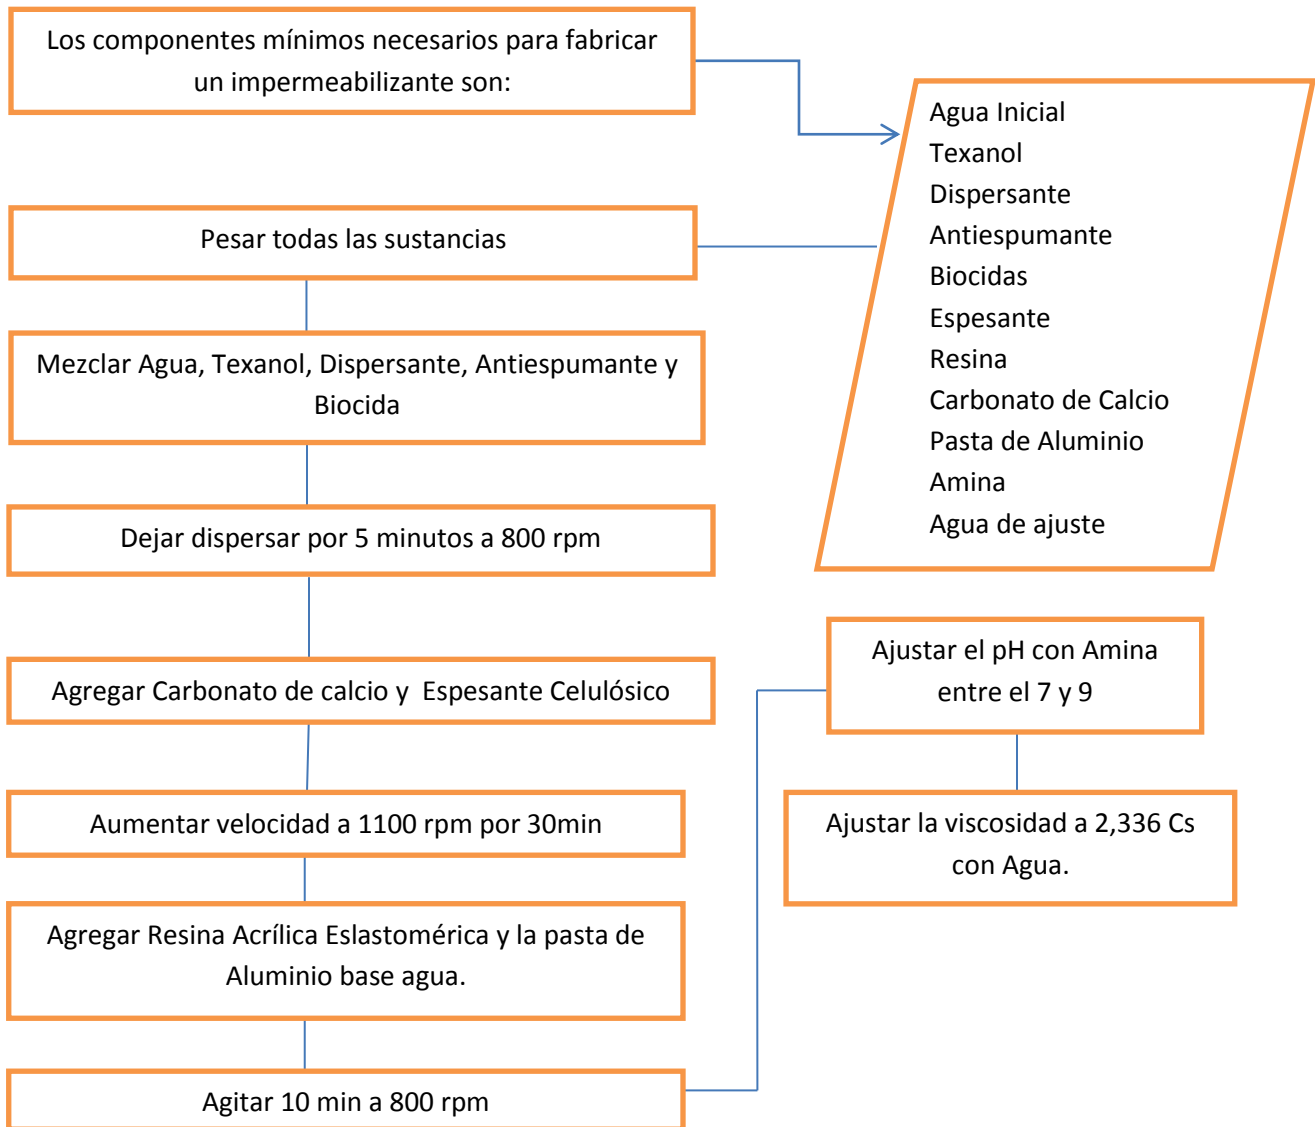 Los componentes mínimos necesarios para fabricar
un impermeabilizante son:
Agua Inicial
Texanol
Dispersante
Antiespumante
Biocidas
Espesante
Resina
Carbonato de Calcio
Pasta de Aluminio
Amina
Agua de ajuste
Pesar todas las sustancias
Mezclar Agua, Texanol, Dispersante, Antiespumante y
Biocida
Dejar dispersar por 5 minutos a 800 rpm
Agregar Carbonato de calcio y Espesante Celulósico
Aumentar velocidad a 1100 rpm por 30min
Agregar Resina Acrílica Eslastomérica y la pasta de
Aluminio base agua.
Agitar 10 min a 800 rpm
Ajustar el pH con Amina
entre el 7 y 9
Ajustar la viscosidad a 2,336 Cs
con Agua.